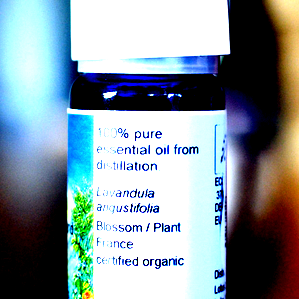 100% pure
essential oil from
distillation
Lavandula
angustifolia
Blossom / Plant
France
certified organic